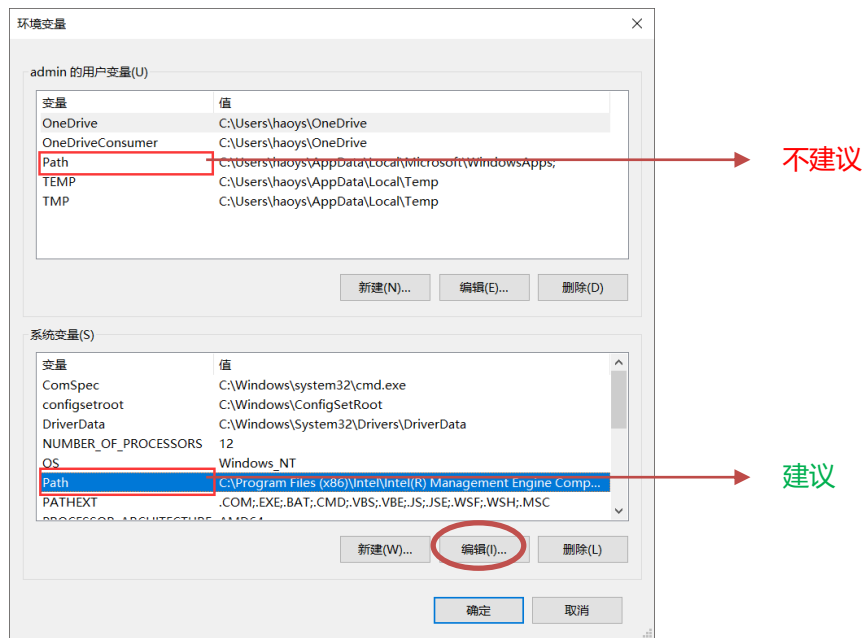 环境变量
admin 的用户变量(U)
变量 值
OneDrive C:\Users\haoys\OneDrive
OneDriveConsumer C:\Users\haoys\OneDrive
Path C:\Users\haoys\AppData\Local\Microsoft\WindowsApps;
不建议
TEMP C:\Users\haoys\AppData\Local\Temp
TMP C:\Users\haoys\AppData\Local\Temp
新建(N)... 编辑(E)... 删除(D)
系统变量(S)
变量 值
ComSpec C:\Windows\system32\cmd.exe
configsetroot C:\Windows\ConfigSetRoot
DriverData C:\Windows\System32\Drivers\DriverData
NUMBER_OF_PROCESSORS 12
OS Windows_NT
Path C:\Program Files (x86)\Intel\Intel(R) Management Engine Comp...
建议
PATHEXT .COM;.EXE;.BAT;.CMD;.VBS;.VBE;.JS;.JSE;.WSF;.WSH;.MSC
PROCESSOR_ARCHITECTURE AMD64
新建(W)... 编辑(I)... 删除(L)
确定 取消